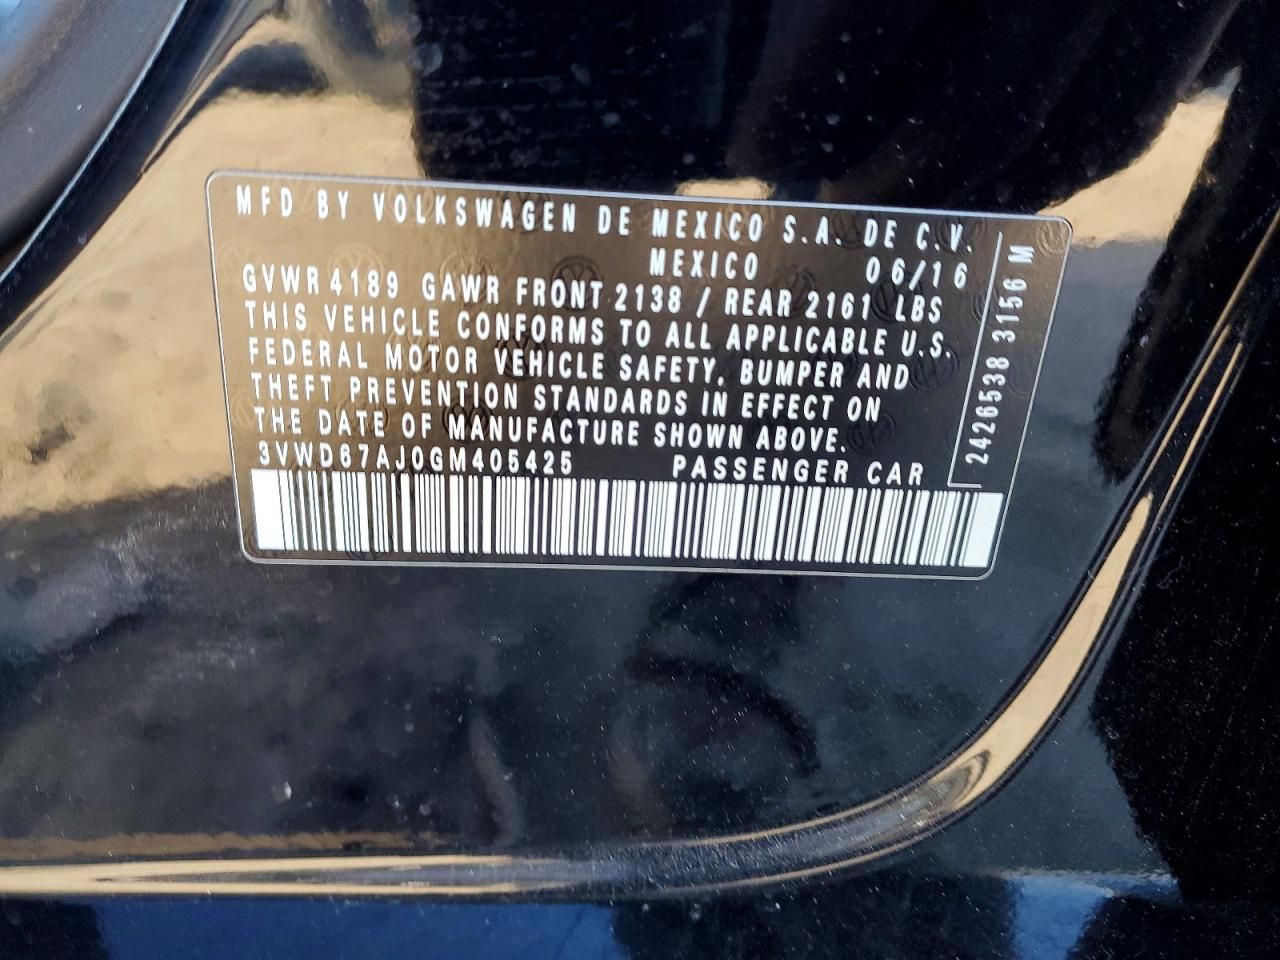 MFD BY VOLKSWAGEN DE MEXICO S.A. DE C.V.
MEXICO 06/16
GVWR 4189 GAWR FRONT 2138 / REAR 2161 LBS
THIS VEHICLE CONFORMS TO ALL APPLICABLE U.S.
FEDERAL MOTOR VEHICLE SAFETY, BUMPER AND
THEFT PREVENTION STANDARDS IN EFFECT ON
THE DATE OF MANUFACTURE SHOWN ABOVE.
3VWD67AJ0GM405425 PASSENGER CAR
2426538 3156 M